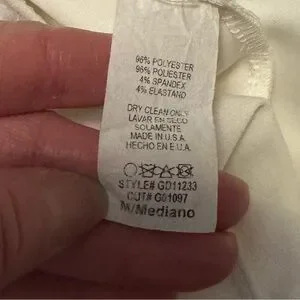 96% POLYESTER
96% POLIESTER
4% SPANDEX
4% ELASTANO
DRY CLEAN ONLY
LAVAR EN SECO
SOLAMENTE
MADE IN U.S.A.
HECHO EN E.U.A.
STYLE# GD11233
CUT# G01097
M/Mediano